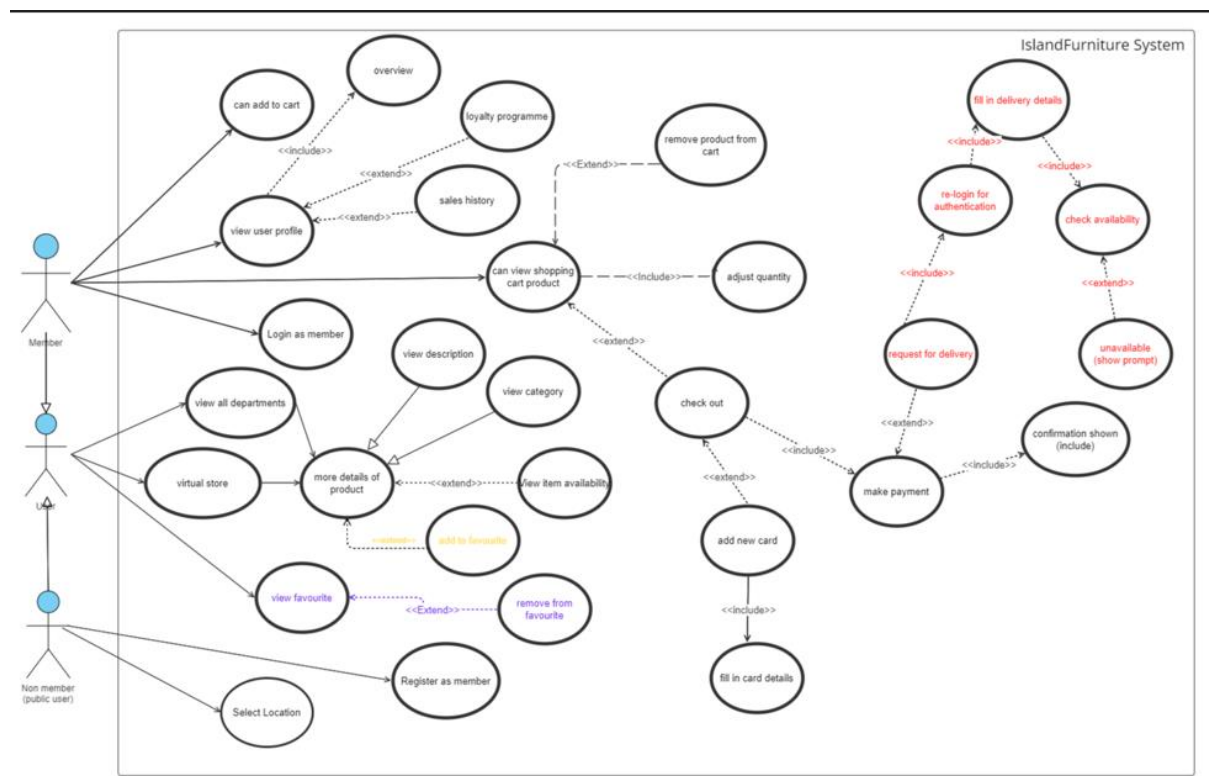 IslandFurniture System
overview
can add to cart
loyalty programme
<<include>>
<<extend>>
sales history
<<extend>>
view user profile
remove product from
cart
<<Extend>>
can view shopping
cart product
<<Include>>
adjust quantity
fill in delivery details
<<include>>
<<include>>
re-login for
authentication
check availability
<<include>>
<<extend>>
request for delivery
unavailable
(show prompt)
Member
Login as member
view description
view category
<<extend>>
check out
view all departments
<<extend>>
confirmation shown
(include)
<<include>>
<<include>>
make payment
User
virtual store
more details of
product
<<extend>>
View item availability
<<extend>>
add to favourite
<<extend>>
add new card
view favourite
<<Extend>>
remove from
favourite
<<include>>
fill in card details
Non member
(public user)
Register as member
Select Location